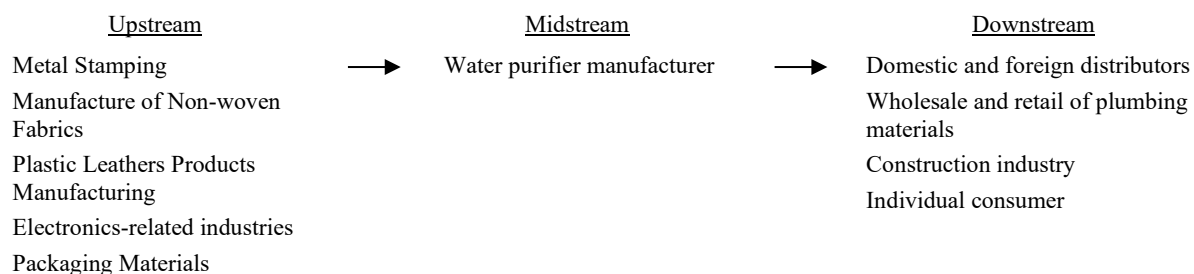 Upstream
Metal Stamping
Manufacture of Non-woven
Fabrics
Plastic Leathers Products
Manufacturing
Electronics-related industries
Packaging Materials
Midstream
Water purifier manufacturer
Downstream
Domestic and foreign distributors
Wholesale and retail of plumbing
materials
Construction industry
Individual consumer